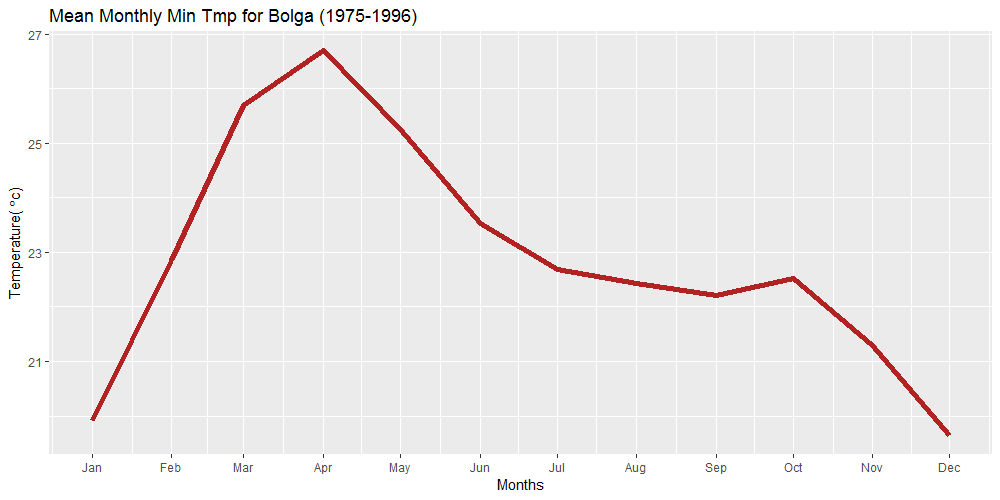 Mean Monthly Min Tmp for Bolga (1975-1996)
27
25
23
21
Temperature( °c)
Jan Feb Mar Apr May Jun Jul Aug Sep Oct Nov Dec
Months